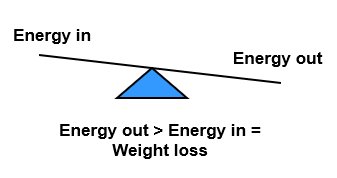 Energy in
Energy out
Energy out > Energy in =
Weight loss